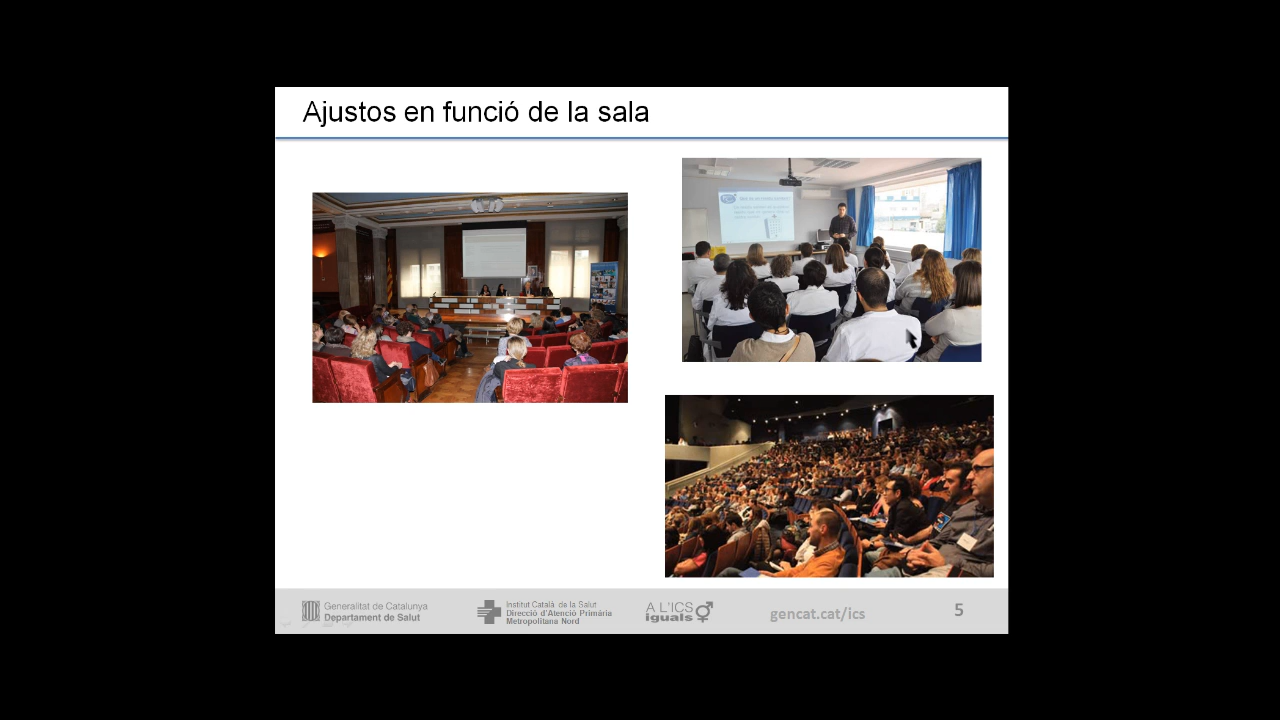 Ajustos en funció de la sala
Generalitat de Catalunya
Departament de Salut
Institut Català de la Salut
Direcció d'Atenció Primària
Metropolitana Nord
A L'ICS
iguals
gencat.cat/ics
5